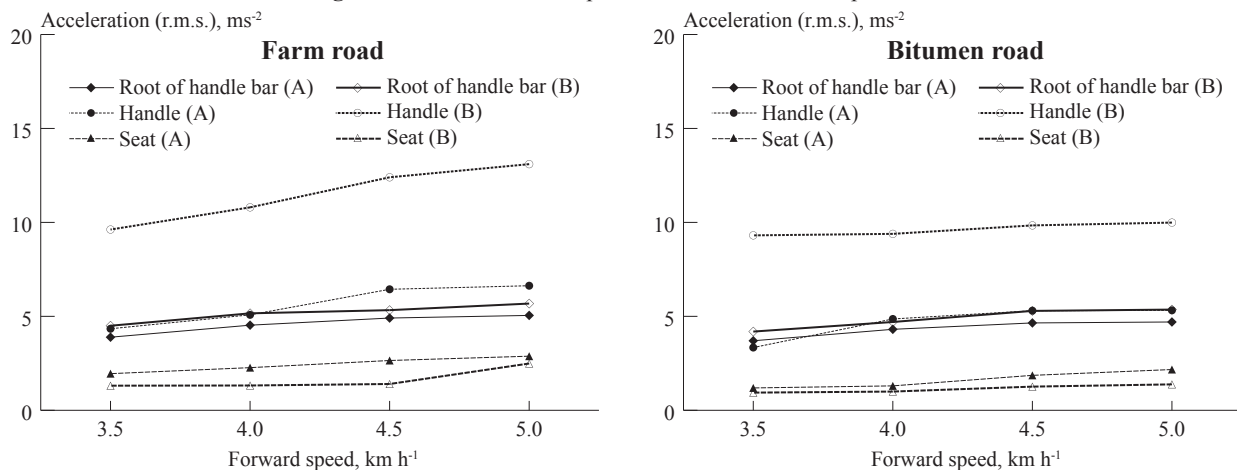 Acceleration (r.m.s.), ms⁻²
20
Farm road
Root of handle bar (A)
Root of handle bar (B)
Handle (A)
Handle (B)
Seat (A)
Seat (B)
15
10
5
0
3.5 4.0 4.5 5.0
Forward speed, km h⁻¹
Acceleration (r.m.s.), ms⁻²
20
Bitumen road
Root of handle bar (A)
Root of handle bar (B)
Handle (A)
Handle (B)
Seat (A)
Seat (B)
15
10
5
0
3.5 4.0 4.5 5.0
Forward speed, km h⁻¹